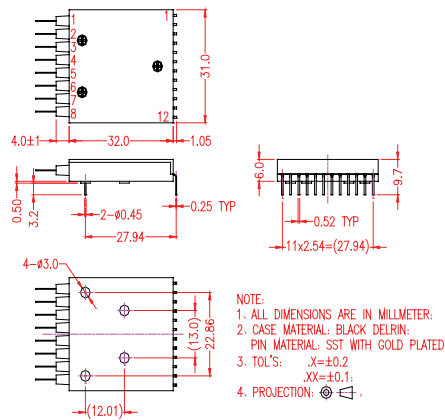 1
2
3
4
5
6
7
8
1
12
31.0
4.0±1
32.0
1.05
0.50
3.2
2-ø0.45
27.94
0.25 TYP
6.0
9.7
0.52 TYP
11x2.54=(27.94)
4-ø3.0
(13.0)
22.86
(12.01)
NOTE:
1. ALL DIMENSIONS ARE IN MILLMETER:
2. CASE MATERIAL: BLACK DELRIN:
PIN MATERIAL: SST WITH GOLD PLATED
3. TOL'S: .X=±0.2
.XX=±0.1:
4. PROJECTION: